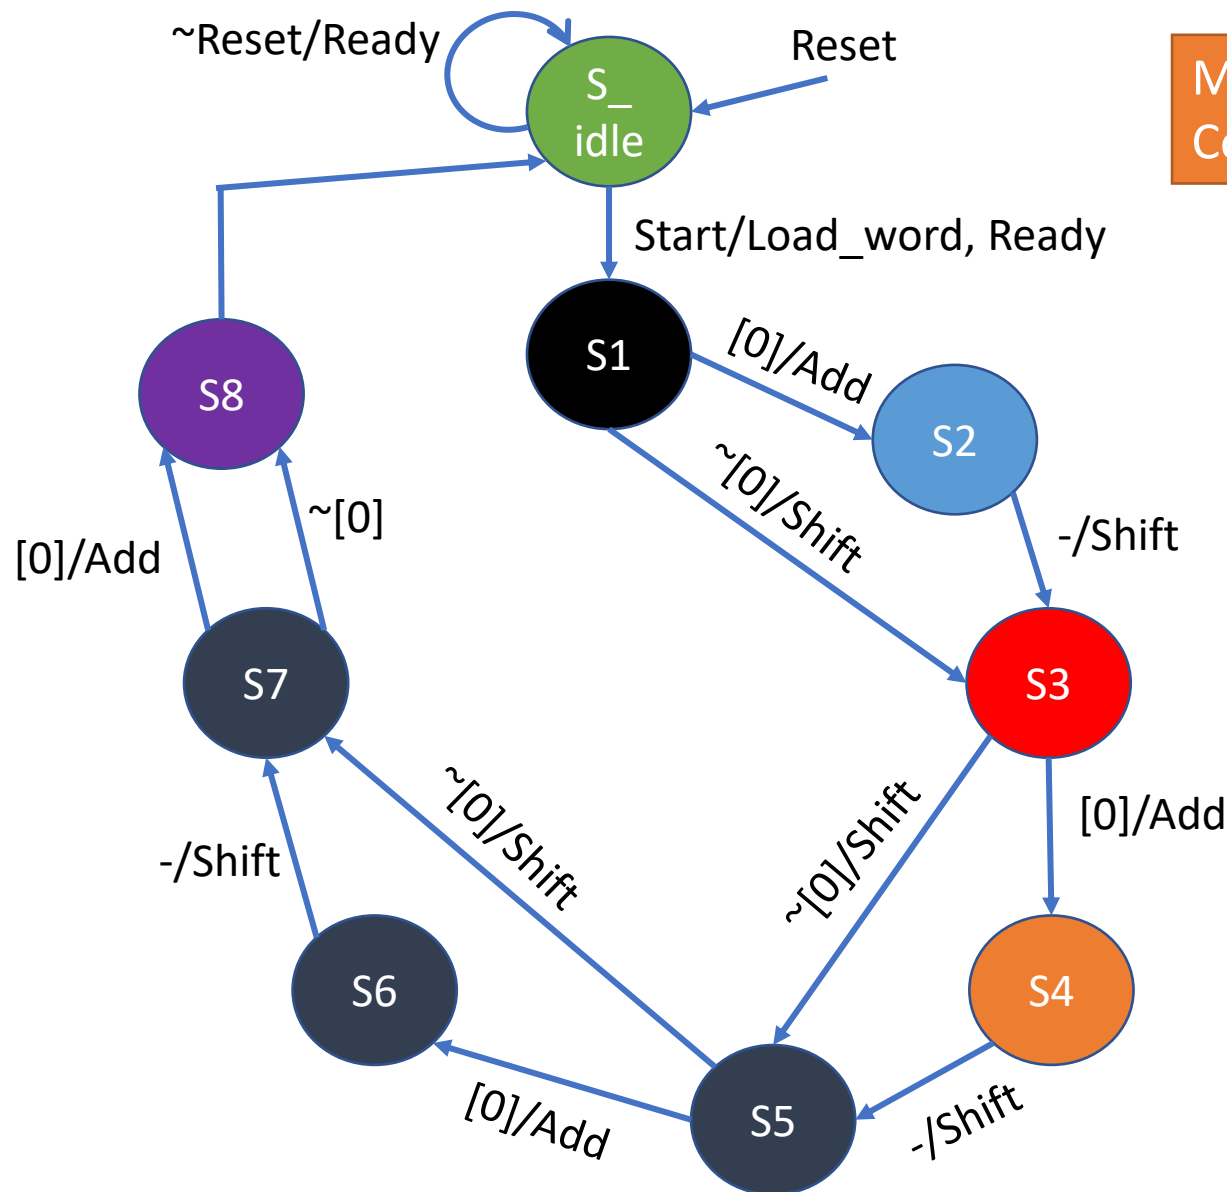 ~Reset/Ready
Reset
S_
idle
Start/Load_word, Ready
S1
[0]/Add
S2
~[0]/Shift
-/Shift
S8
~[0]
[0]/Add
S7
S3
~[0]/Shift
~[0]/Shift
[0]/Add
-/Shift
S6
S4
[0]/Add
S5
-/Shift